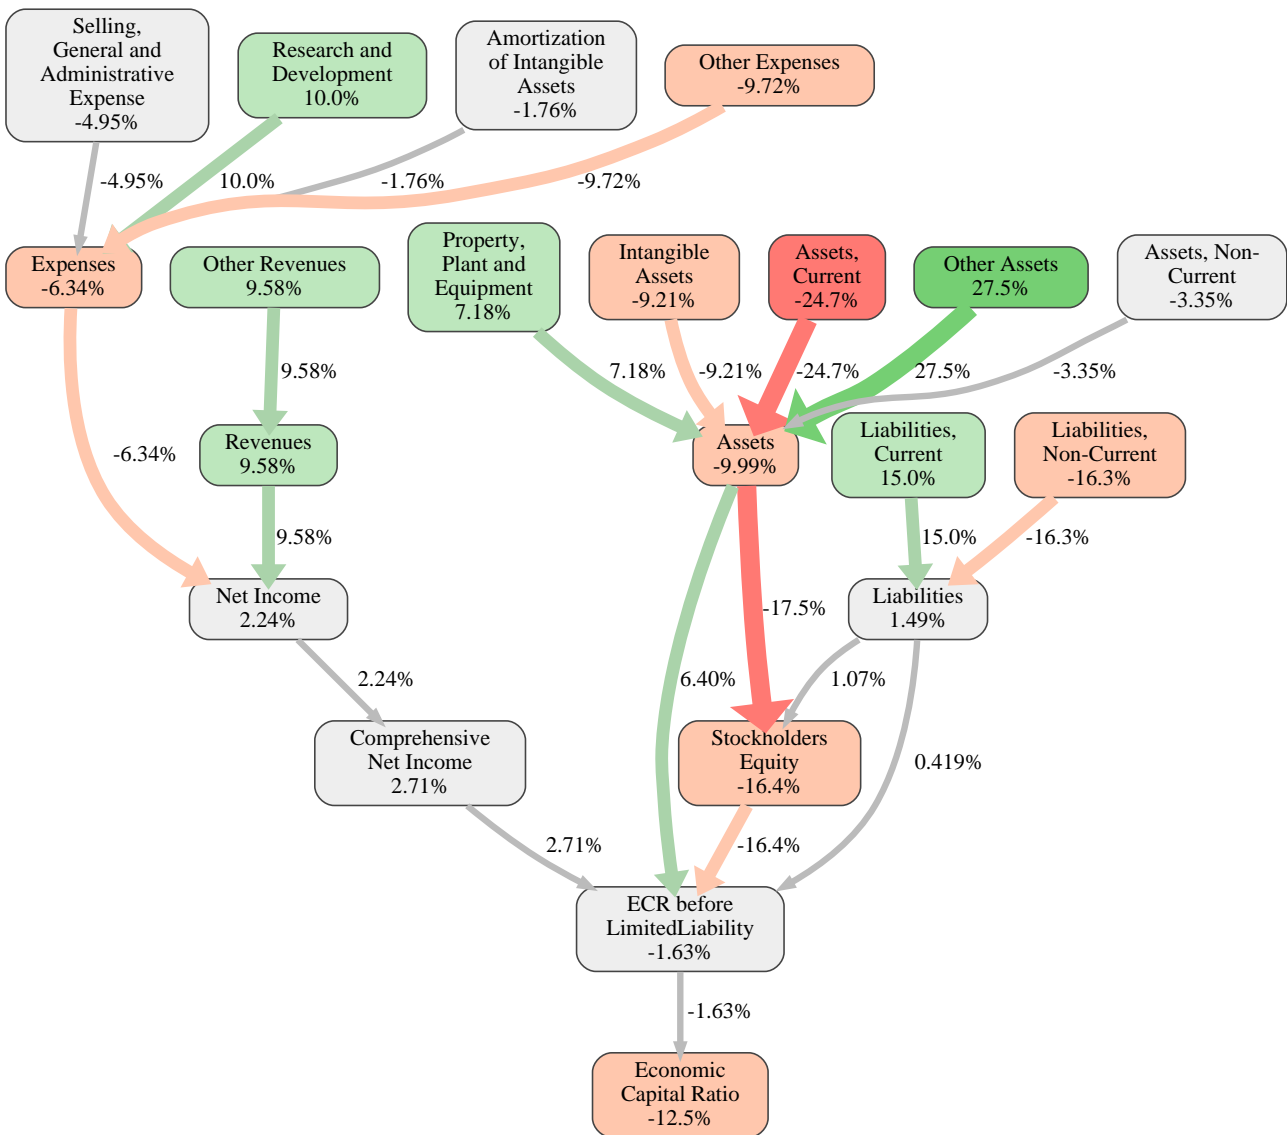 Selling,
General and
Administrative
Expense
-4.95%
Research and
Development
10.0%
Amortization
of Intangible
Assets
-1.76%
Other Expenses
-9.72%
-4.95%
10.0%
-1.76%
-9.72%
Expenses
-6.34%
Other Revenues
9.58%
Property,
Plant and
Equipment
7.18%
Intangible
Assets
-9.21%
Assets,
Current
-24.7%
Other Assets
27.5%
Assets, Non-
Current
-3.35%
9.58%
7.18%
-9.21%
-24.7%
27.5%
-3.35%
-6.34%
Revenues
9.58%
Assets
-9.99%
Liabilities,
Current
15.0%
Liabilities,
Non-Current
-16.3%
9.58%
15.0%
-16.3%
Net Income
2.24%
-17.5%
Liabilities
1.49%
2.24%
6.40%
1.07%
0.419%
Comprehensive
Net Income
2.71%
Stockholders
Equity
-16.4%
2.71%
-16.4%
ECR before
LimitedLiability
-1.63%
-1.63%
Economic
Capital Ratio
-12.5%